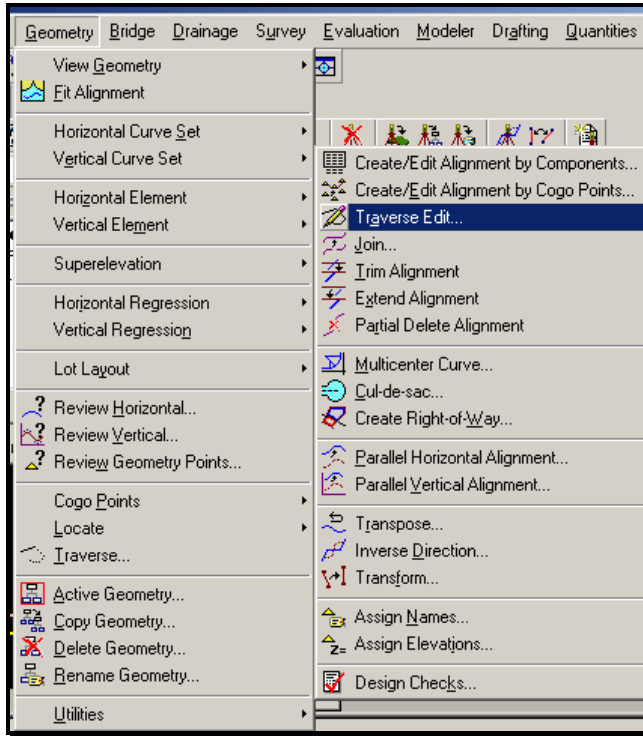 Geometry Bridge Drainage Survey Evaluation Modeler Drafting Quantities
View Geometry
Fit Alignment
Horizontal Curve Set
Vertical Curve Set
Horizontal Element
Vertical Element
Superelevation
Horizontal Regression
Vertical Regression
Lot Layout
Review Horizontal...
Review Vertical...
Review Geometry Points...
Cogo Points
Locate
Traverse...
Active Geometry...
Copy Geometry...
Delete Geometry...
Rename Geometry...
Utilities
Create/Edit Alignment by Components...
Create/Edit Alignment by Cogo Points...
Traverse Edit...
Join...
Trim Alignment
Extend Alignment
Partial Delete Alignment
Multicenter Curve...
Cul-de-sac...
Create Right-of-Way...
Parallel Horizontal Alignment...
Parallel Vertical Alignment...
Transpose...
Inverse Direction...
Transform...
Assign Names...
Assign Elevations...
Design Checks...